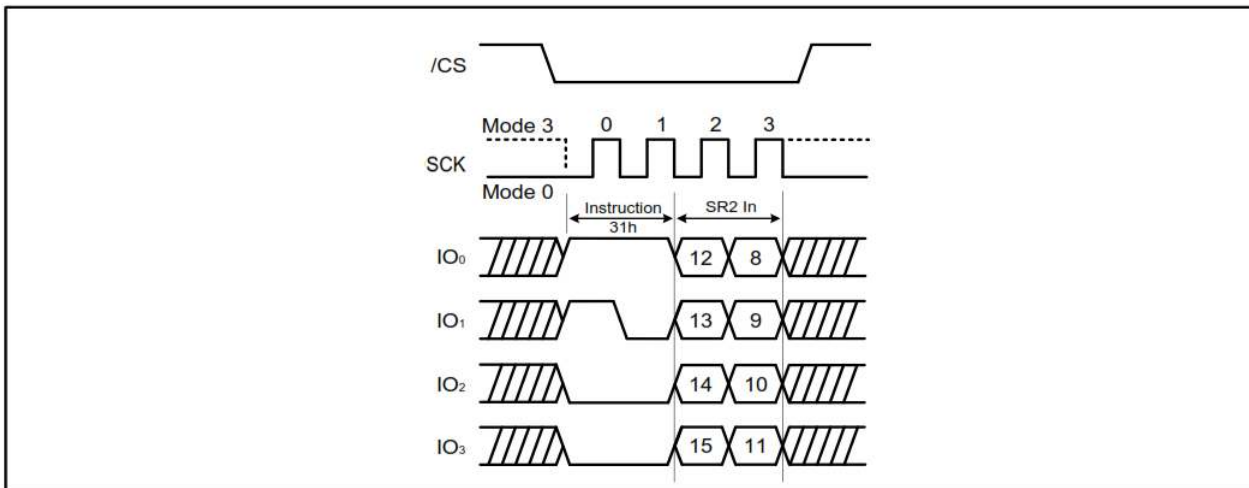 /CS
Mode 3 0 1 2 3
SCK
Mode 0
Instruction SR2 In
31h
IO₀ 12 8
IO₁ 13 9
IO₂ 14 10
IO₃ 15 11